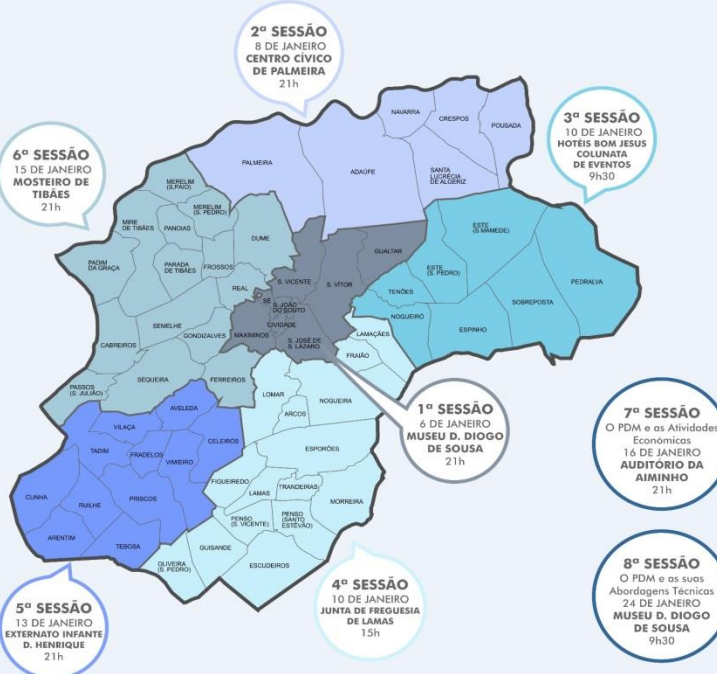 2ª SESSÃO
8 DE JANEIRO
CENTRO CÍVICO
DE PALMEIRA
21h
3ª SESSÃO
10 DE JANEIRO
HOTÉIS BOM JESUS
COLUNATA
DE EVENTOS
9h30
6ª SESSÃO
15 DE JANEIRO
MOSTEIRO DE
TIBÃES
21h
NAVARRA
CRESPOS
POUSADA
PALMEIRA
ADAÚFE
SANTA
LUCRÉCIA
DE ALGERIZ
MERELIM
(S.PAIO)
MERELIM
(S. PEDRO)
MIRE
DE TIBÃES
PANOIAS
DUME
PADIM
DA GRAÇA
PARADA
DE TIBÃES
FROSSOS
REAL
SEMELHE
GONDIZALVES
CABREIROS
PASSOS
(S. JULIÃO)
SEQUEIRA
FERREIROS
GUALTAR
S. VICENTE
S. VÍTOR
SÉ
S. JOÃO
DO SOUTO
CIVIDADE
MAXIMINOS
S. JOSÉ DE
S. LÁZARO
ESTE
(S.MAMEDE)
ESTE
(S. PEDRO)
PEDRALVA
TENÕES
SOBREPOSTA
NOGUEIRÓ
ESPINHO
LAMAÇÃES
FRAIÃO
LOMAR
NOGUEIRA
ARCOS
ESPORÕES
FIGUEIREDO
LAMAS
TRANDEIRAS
MORREIRA
PENSO
(S. VICENTE)
PENSO
(SANTO
ESTÊVÃO)
GUISANDE
OLIVEIRA
(S. PEDRO)
ESCUDEIROS
AVELEDA
VILAÇA
CELEIRÓS
TADIM
FRADELOS
VIMIEIRO
CUNHA
RUILHE
PRISCOS
ARENTIM
TEBOSA
1ª SESSÃO
6 DE JANEIRO
MUSEU D. DIOGO
DE SOUSA
21h
7ª SESSÃO
O PDM e as Atividades
Económicas
16 DE JANEIRO
AUDITÓRIO DA
AIMINHO
21h
5ª SESSÃO
13 DE JANEIRO
EXTERNATO INFANTE
D. HENRIQUE
21h
4ª SESSÃO
10 DE JANEIRO
JUNTA DE FREGUESIA
DE LAMAS
15h
8ª SESSÃO
O PDM e as suas
Abordagens Técnicas
24 DE JANEIRO
MUSEU D. DIOGO
DE SOUSA
9h30